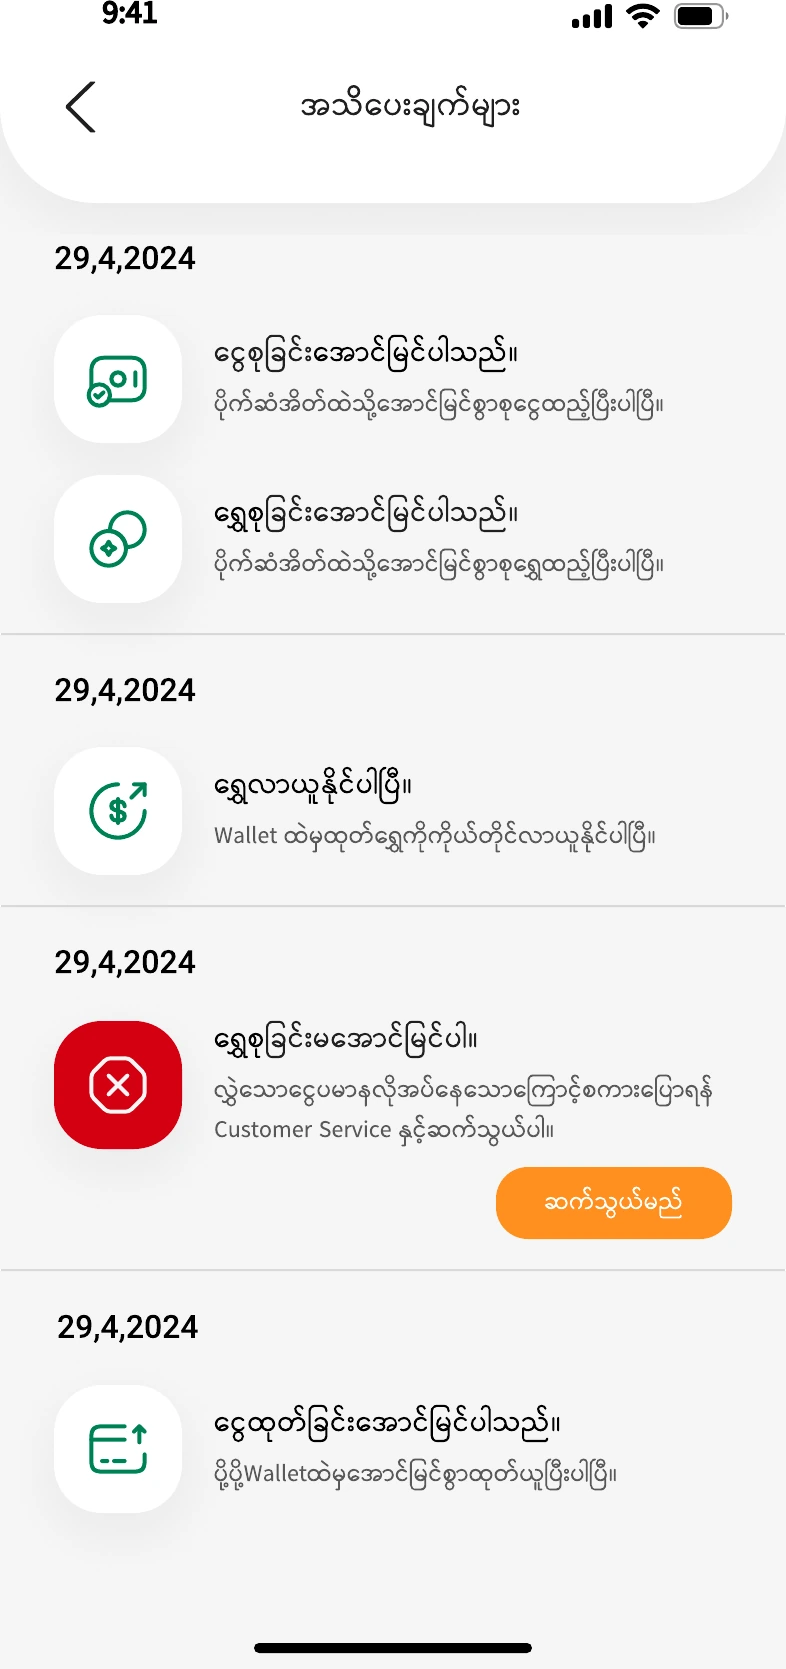 9:41
အသိပေးချက်များ
29,4,2024
ငွေစုခြင်းအောင်မြင်ပါသည်။
ပိုက်ဆံအိတ်ထဲသို့အောင်မြင်စွာစုငွေထည့်ပြီးပါပြီ။
ရွှေစုခြင်းအောင်မြင်ပါသည်။
ပိုက်ဆံအိတ်ထဲသို့အောင်မြင်စွာစုရွှေထည့်ပြီးပါပြီ။
29,4,2024
ရွှေလာယူနိုင်ပါပြီ။
Wallet ထဲမှထုတ်ရွှေကိုကိုယ်တိုင်လာယူနိုင်ပါပြီ။
29,4,2024
ရွှေစုခြင်းမအောင်မြင်ပါ။
လွှဲသောငွေပမာနလိုအပ်နေသောကြောင့်စကားပြောရန်
Customer Service နှင့်ဆက်သွယ်ပါ။
ဆက်သွယ်မည်
29,4,2024
ငွေထုတ်ခြင်းအောင်မြင်ပါသည်။
ပို့ပို့Walletထဲမှအောင်မြင်စွာထုတ်ယူပြီးပါပြီ။